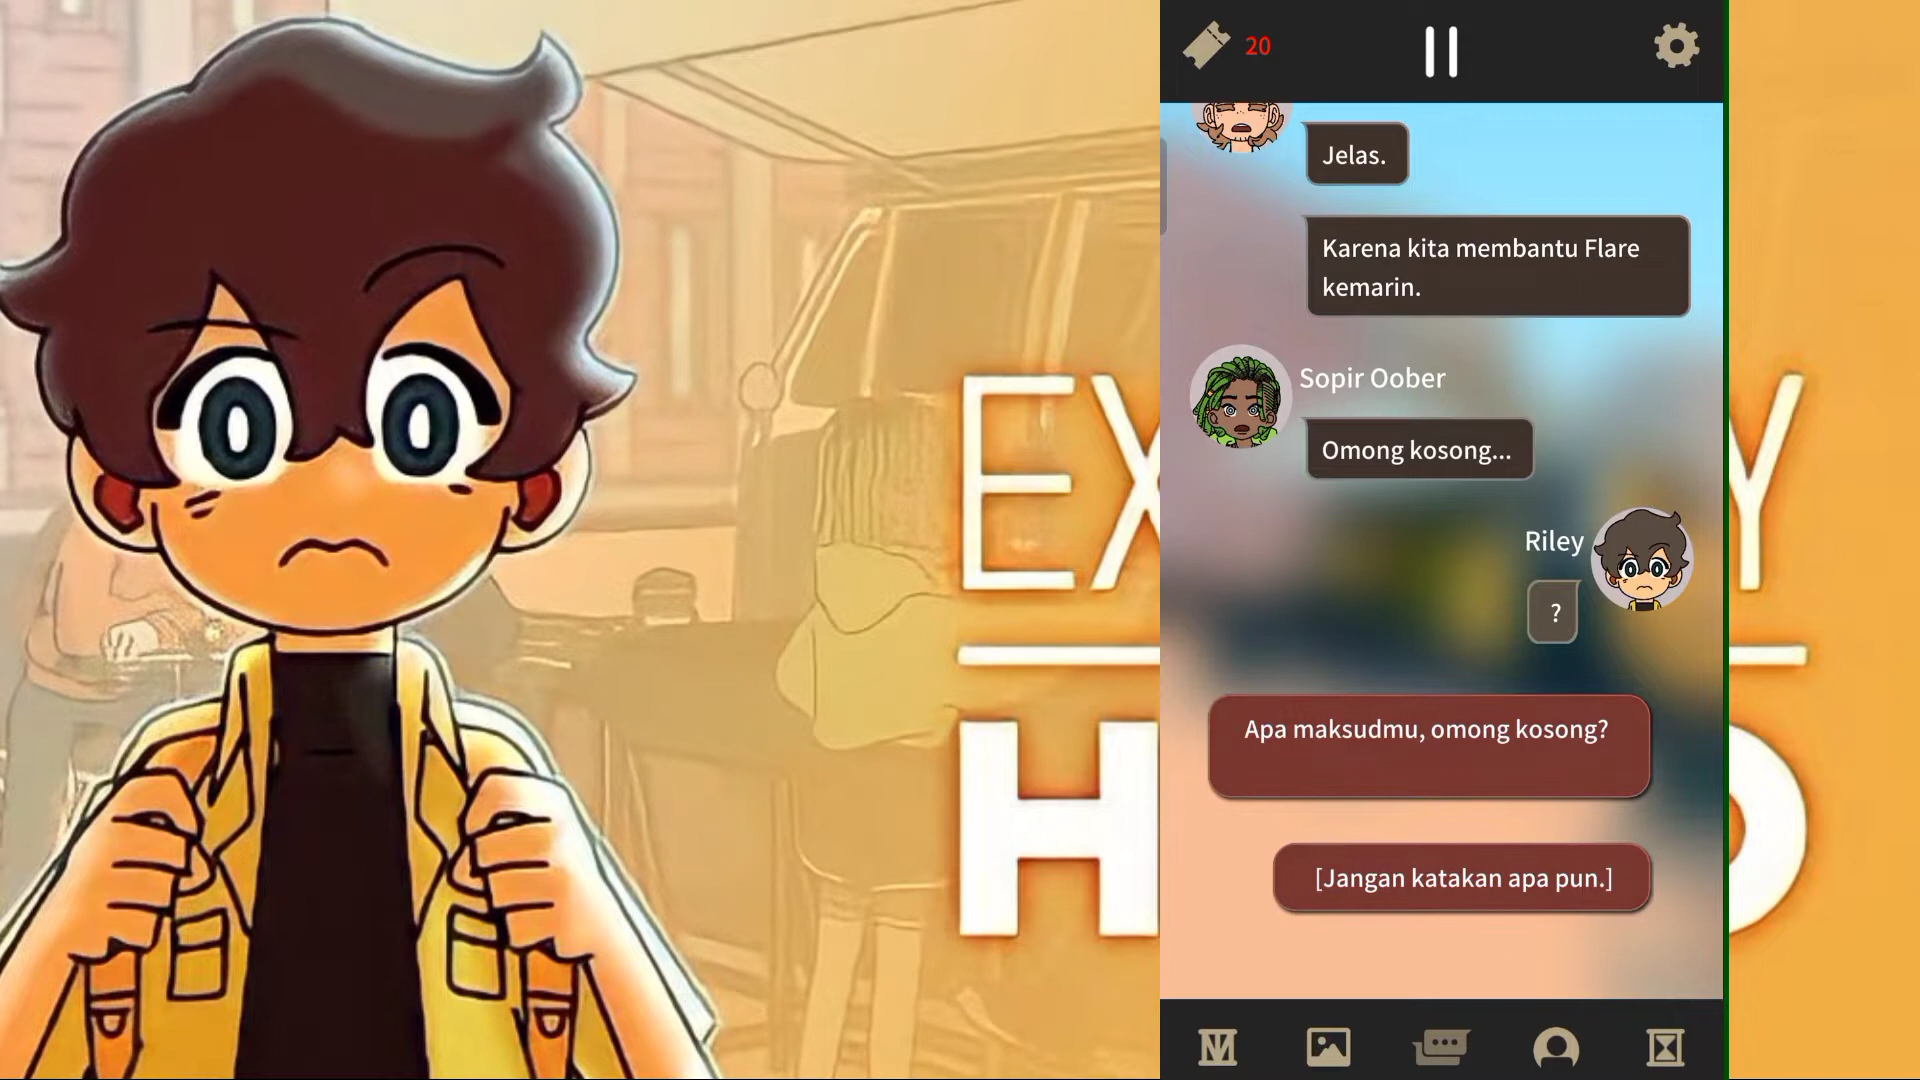 20
Jelas.
Karena kita membantu Flare
kemarin.
Sopir Oober
Omong kosong...
Riley
?
Apa maksudmu, omong kosong?
[Jangan katakan apa pun.]
EX
Y
H